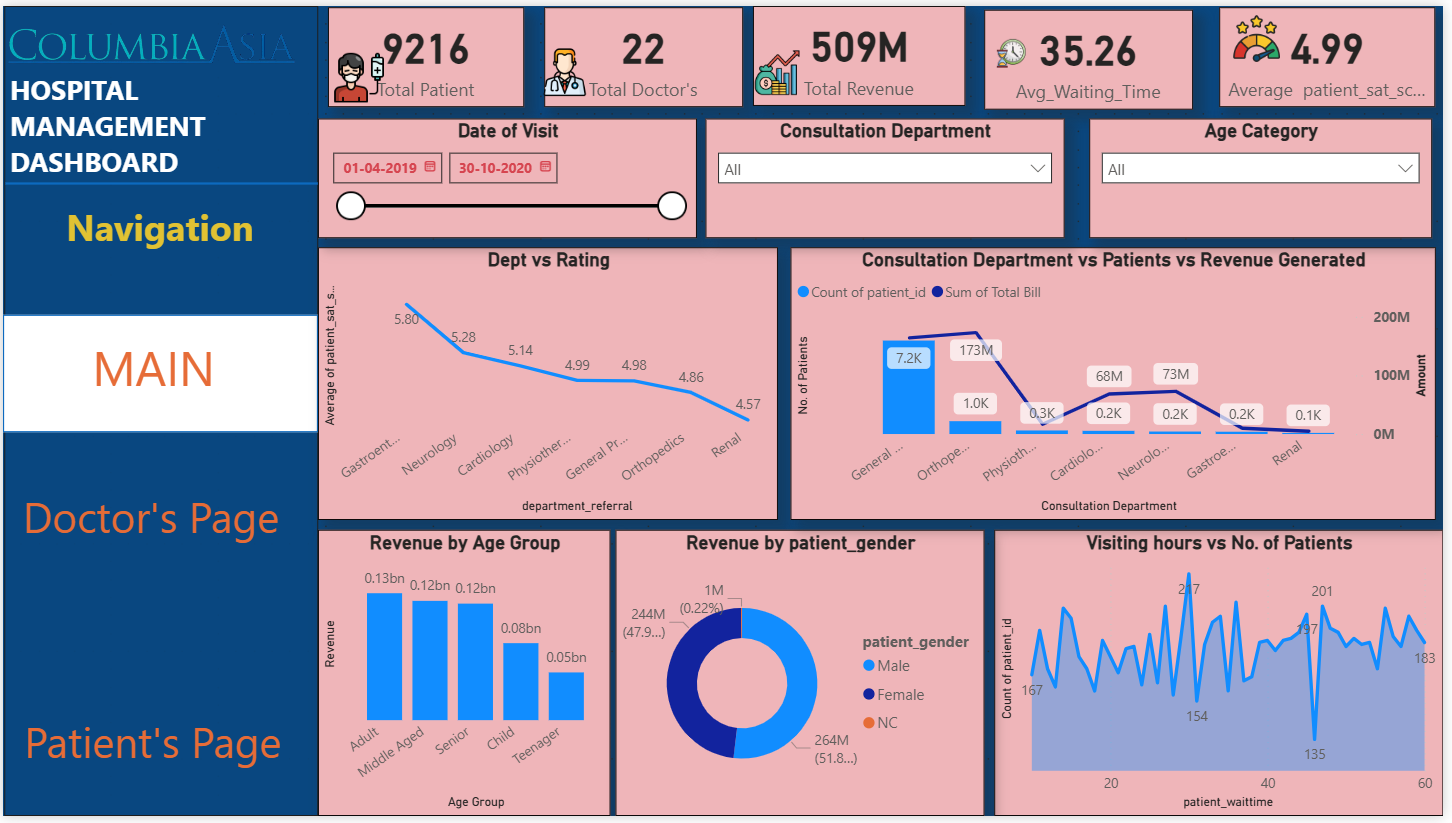 COLUMBIA ASIA
HOSPITAL
MANAGEMENT
DASHBOARD
Navigation
MAIN
Doctor's Page
Patient's Page
9216
Total Patient
22
Total Doctor's
509M
Total Revenue
35.26
Avg_Waiting_Time
4.99
Average patient_sat_sc...
Date of Visit
01-04-2019
30-10-2020
Consultation Department
All
Age Category
All
Dept vs Rating
Average of patient_sat_s...
5.80
5.28
5.14
4.99
4.98
4.86
4.57
Gastroent...
Neurology
Cardiology
Physiother...
General Pr...
Orthopedics
Renal
department_referral
Consultation Department vs Patients vs Revenue Generated
Count of patient_id
Sum of Total Bill
No. of Patients
7.2K
173M
1.0K
0.3K
68M
0.2K
73M
0.2K
0.2K
0.1K
200M
100M
0M
Amount
General ...
Orthope...
Physioth...
Cardiolo...
Neurolo...
Gastroe...
Renal
Consultation Department
Revenue by Age Group
Revenue
0.13bn
0.12bn
0.12bn
0.08bn
0.05bn
Adult
Middle Aged
Senior
Child
Teenager
Age Group
Revenue by patient_gender
1M
(0.22%)
244M
(47.9...)
264M
(51.8...)
patient_gender
Male
Female
NC
Visiting hours vs No. of Patients
Count of patient_id
167
154
197
201
135
183
20
40
60
patient_waittime